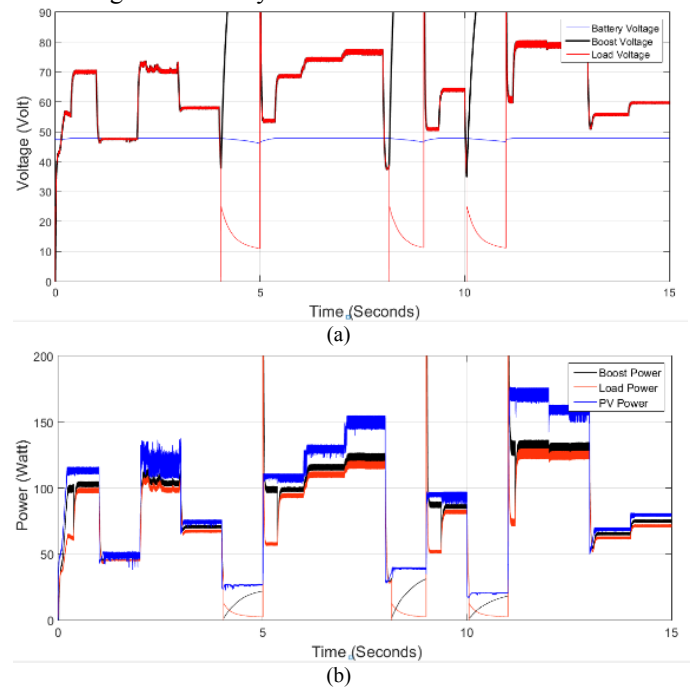 90
80
70
60
50
40
30
20
10
0
Voltage (Volt)
Battery Voltage
Boost Voltage
Load Voltage
0 5 10 15
Time (Seconds)
(a)
200
150
100
50
0
Power (Watt)
Boost Power
Load Power
PV Power
0 5 10 15
Time (Seconds)
(b)